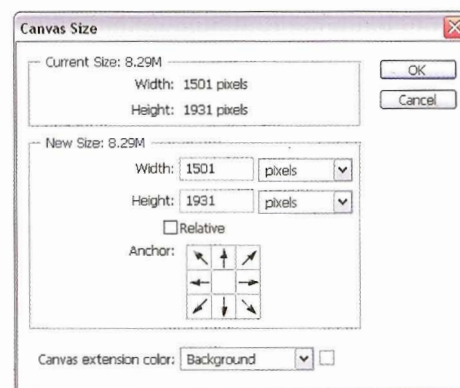 Canvas Size
Current Size: 8.29M
Width: 1501 pixels
Height: 1931 pixels
OK
Cancel
New Size: 8.29M
Width: 1501 pixels
Height: 1931 pixels
Relative
Anchor:
Canvas extension color: Background